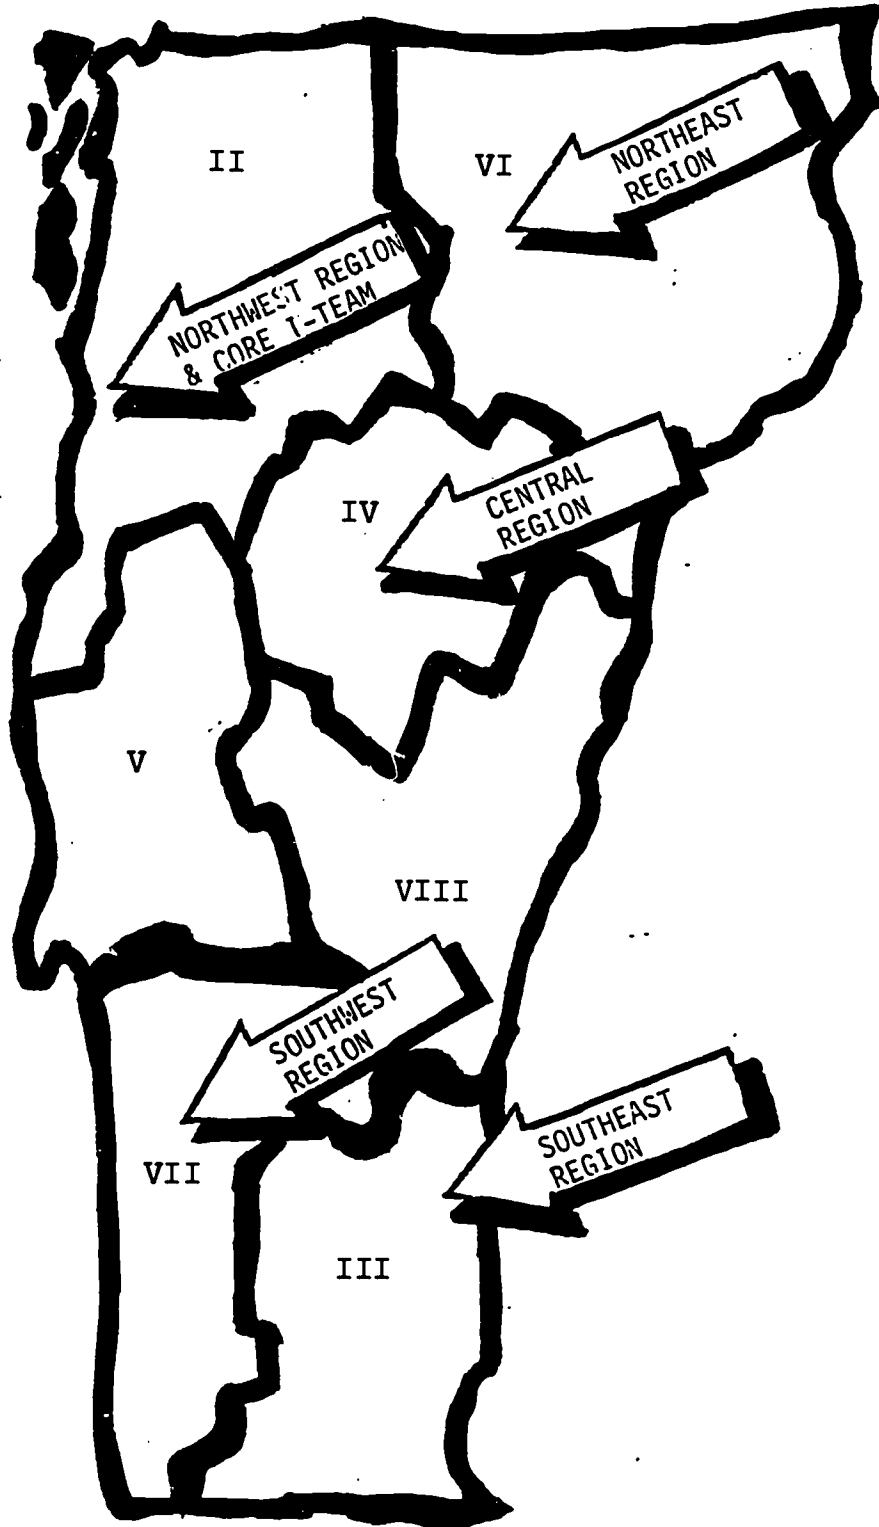 II
VI
NORTHEAST
REGION
NORTHWEST REGION
& CORE I-TEAM
IV
CENTRAL
REGION
V
VIII
SOUTHWEST
REGION
SOUTHEAST
REGION
VII
III